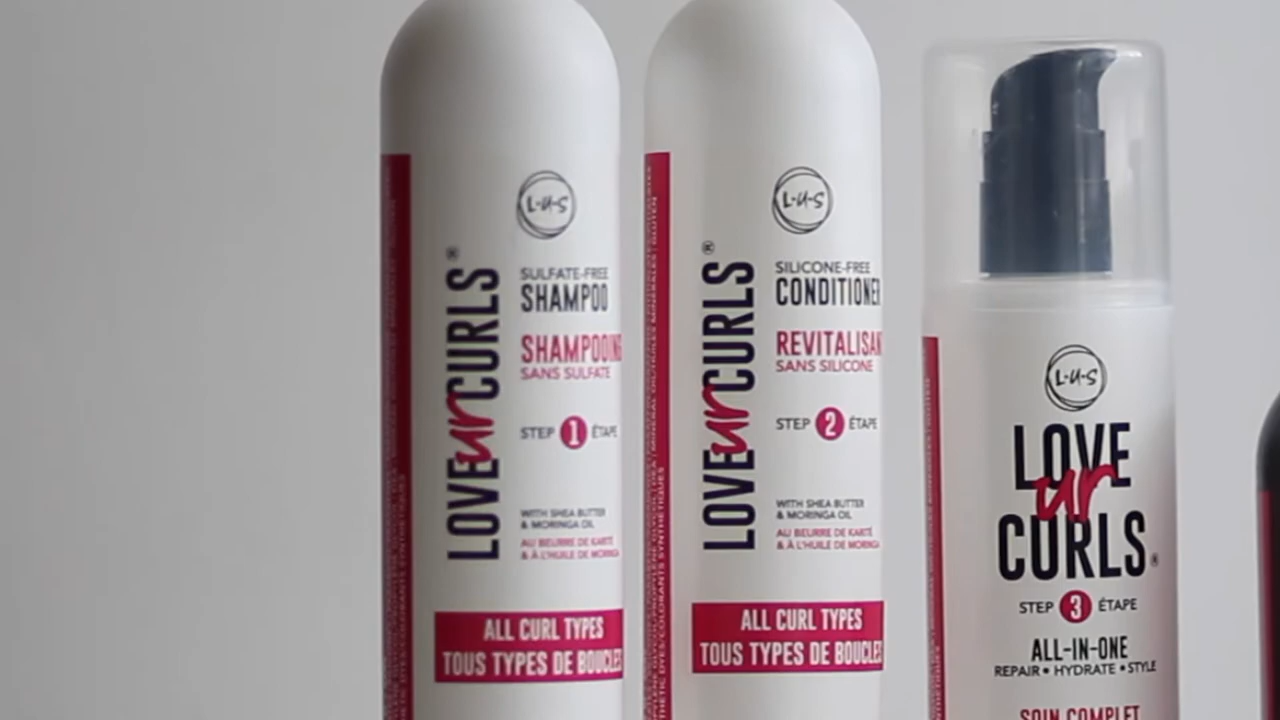 L-U-S
LOVE ur CURLS®
SULFATE-FREE
SHAMPOO
SHAMPOOING
SANS SULFATE
STEP 1 ÉTAPE
WITH SHEA BUTTER
& MORINGA OIL
AU BEURRE DE KARITÉ
& À L'HUILE DE MORINGA
ALL CURL TYPES
TOUS TYPES DE BOUCLES
L-U-S
LOVE ur CURLS®
SILICONE-FREE
CONDITIONER
REVITALISAN
SANS SILICONE
STEP 2 ÉTAPE
WITH SHEA BUTTER
& MORINGA OIL
AU BEURRE DE KARITÉ
& À L'HUILE DE MORINGA
ALL CURL TYPES
TOUS TYPES DE BOUCLES
L-U-S
LOVE
ur
CURLS®
STEP 3 ÉTAPE
ALL-IN-ONE
REPAIR • HYDRATE • STYLE
SOIN COMPLET